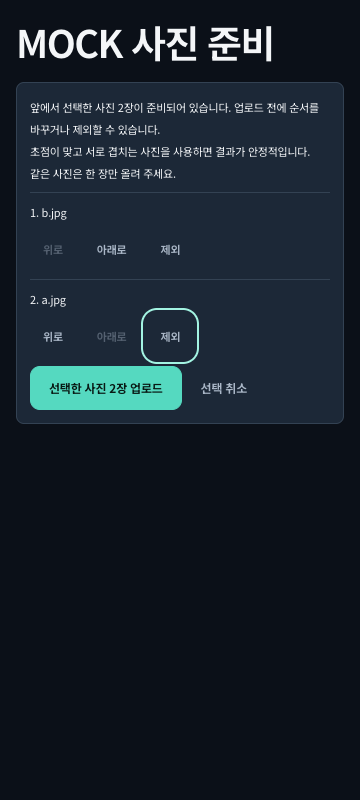 MOCK 사진 준비
앞에서 선택한 사진 2장이 준비되어 있습니다. 업로드 전에 순서를
바꾸거나 제외할 수 있습니다.
초점이 맞고 서로 겹치는 사진을 사용하면 결과가 안정적입니다.
같은 사진은 한 장만 올려 주세요.
1. b.jpg
위로 아래로 제외
2. a.jpg
위로 아래로 제외
선택한 사진 2장 업로드 선택 취소